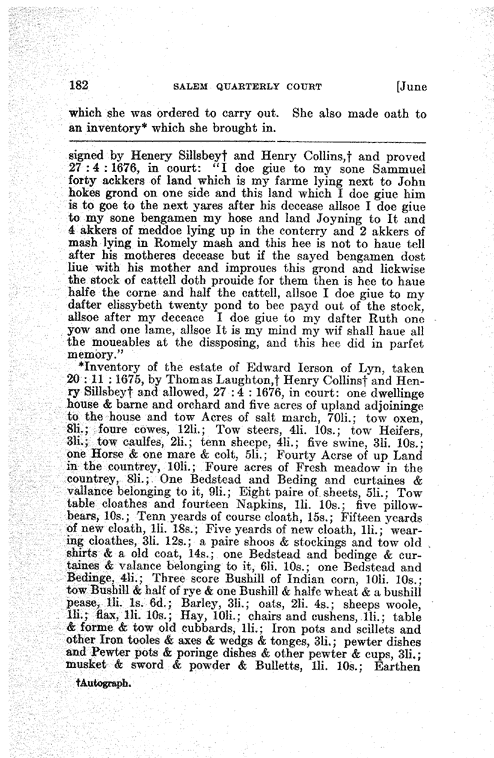 182 SALEM QUARTERLY COURT [June
which she was ordered to carry out. She also made oath to
an inventory* which she brought in.
signed by Henery Sillsbey† and Henry Collins,† and proved
27 : 4 : 1676, in court: "I doe giue to my sone Sammuel
forty ackkers of land which is my farme lying next to John
hokes grond on one side and this land which I doe giue him
is to goe to the next yares after his decease allsoe I doe giue
to my sone bengamen my hose and land Joyning to It and
4 akkers of meddoe lying up in the conterry and 2 akkers of
mash lying in Romely mash and this hee is not to haue tell
after his motheres decease but if the sayed bengamen dost
liue with his mother and improues this grond and lickwise
the stock of cattell doth prouide for them then is hee to haue
halfe the corne and half the cattell, allsoe I doe giue to my
dafter elissybeth twenty pond to bee payd out of the stock,
allsoe after my deceace I doe giue to my dafter Ruth one
yow and one lame, allsoe It is my mind my wif shall haue all
the moueables at the dissposing, and this hee did in parfet
memory."
*Inventory of the estate of Edward Ierson of Lyn, taken
20 : 11 : 1675, by Thomas Laughton,† Henry Collins† and Hen-
ry Sillsbey† and allowed, 27 : 4 : 1676, in court: one dwellinge
house & barne and orchard and five acres of upland adjoininge
to the house and tow Acres of salt march, 70li.; tow oxen,
8li.; foure cowes, 12li.; Tow steers, 4li. 10s.; tow Heifers,
3li.; tow caulfes, 2li.; tenn sheepe, 4li.; five swine, 3li. 10s.;
one Horse & one mare & colt, 5li.; Fourty Acrse of up Land
in the countrey, 10li.; Foure acres of Fresh meadow in the
countrey, 8li.; One Bedstead and Beding and curtaines &
vallance belonging to it, 9li.; Eight paire of sheets, 5li.; Tow
table cloathes and fourteen Napkins, 1li. 10s.; five pillow-
bears, 10s.; Tenn yeards of course cloath, 15s.; Fifteen yeards
of new cloath, 1li. 18s.; Five yeards of new cloath, 1li.; wear-
ing cloathes, 3li. 12s.; a paire shoos & stockings and tow old
shirts & a old coat, 14s.; one Bedstead and bedinge & cur-
taines & valance belonging to it, 6li. 10s.; one Bedstead and
Bedinge, 4li.; Three score Bushill of Indian corn, 10li. 10s.;
tow Bushill & half of rye & one Bushill & halfe wheat & a bushill
pease, 1li. 1s. 6d.; Barley, 3li.; oats, 2li. 4s.; sheeps woole,
1li.; flax, 1li. 10s.; Hay, 10li.; chairs and cushens, 1li.; table
& forme & tow old cubbards, 1li.; Iron pots and scillets and
other Iron tooles & axes & wedgs & tonges, 3li.; pewter dishes
and Pewter pots & poringe dishes & other pewter & cups, 3li.;
musket & sword & powder & Bulletts, 1li. 10s.; Earthen
†Autograph.